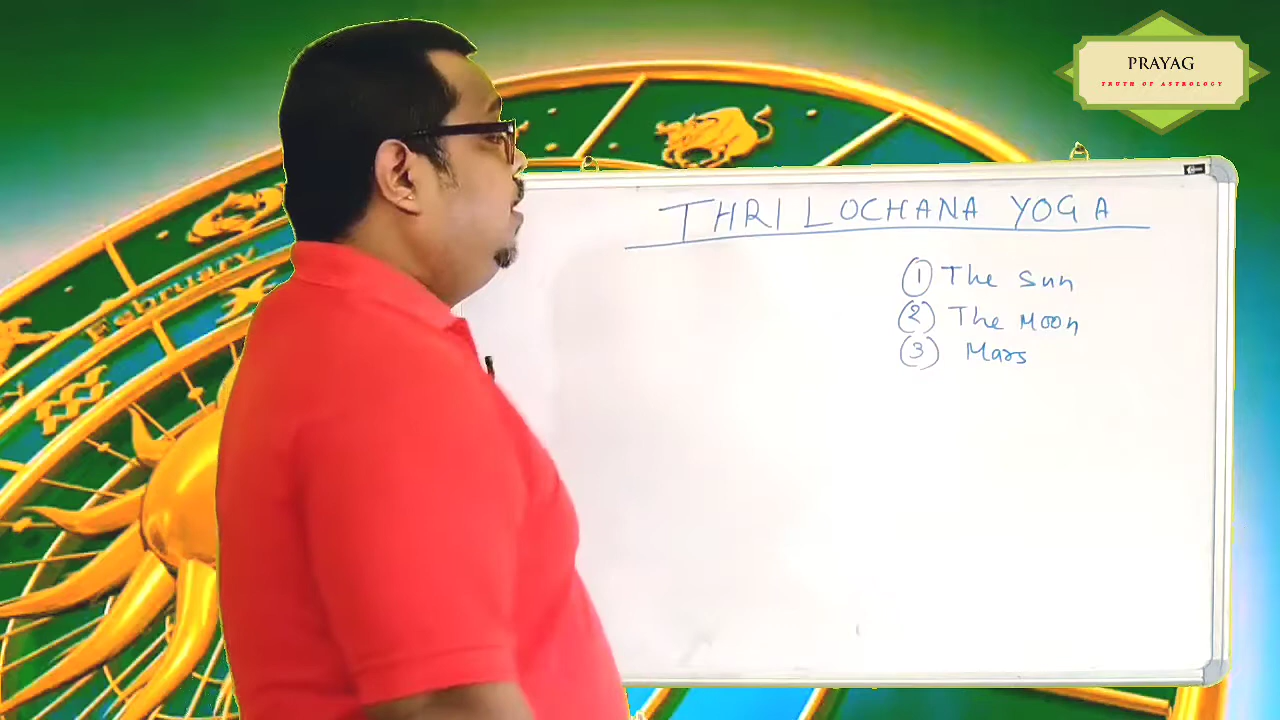 PRAYAG
TRUTH OF ASTROLOGY
THRI LOCHANA YOGA
1 The Sun
2 The Moon
3 Mars
February